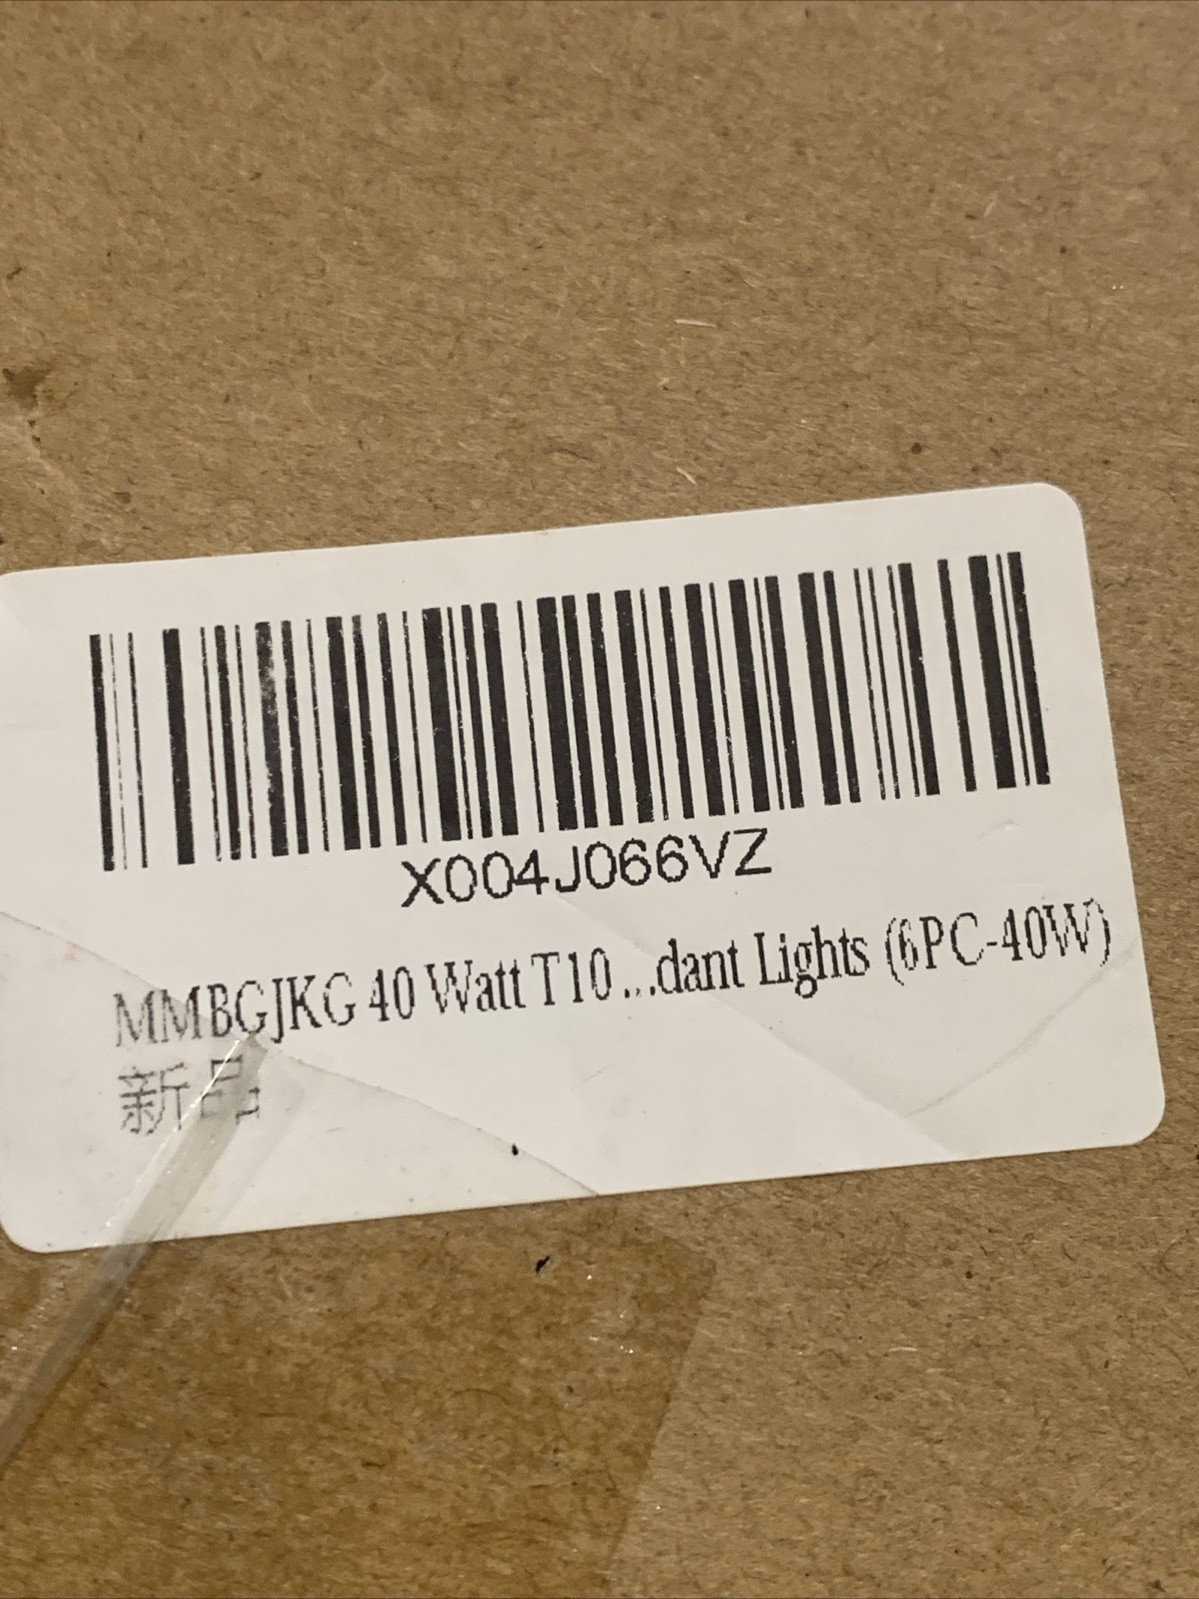 X004J066VZ
MMBGJKG 40 Watt T10...dant Lights (6PC-40W)
新品